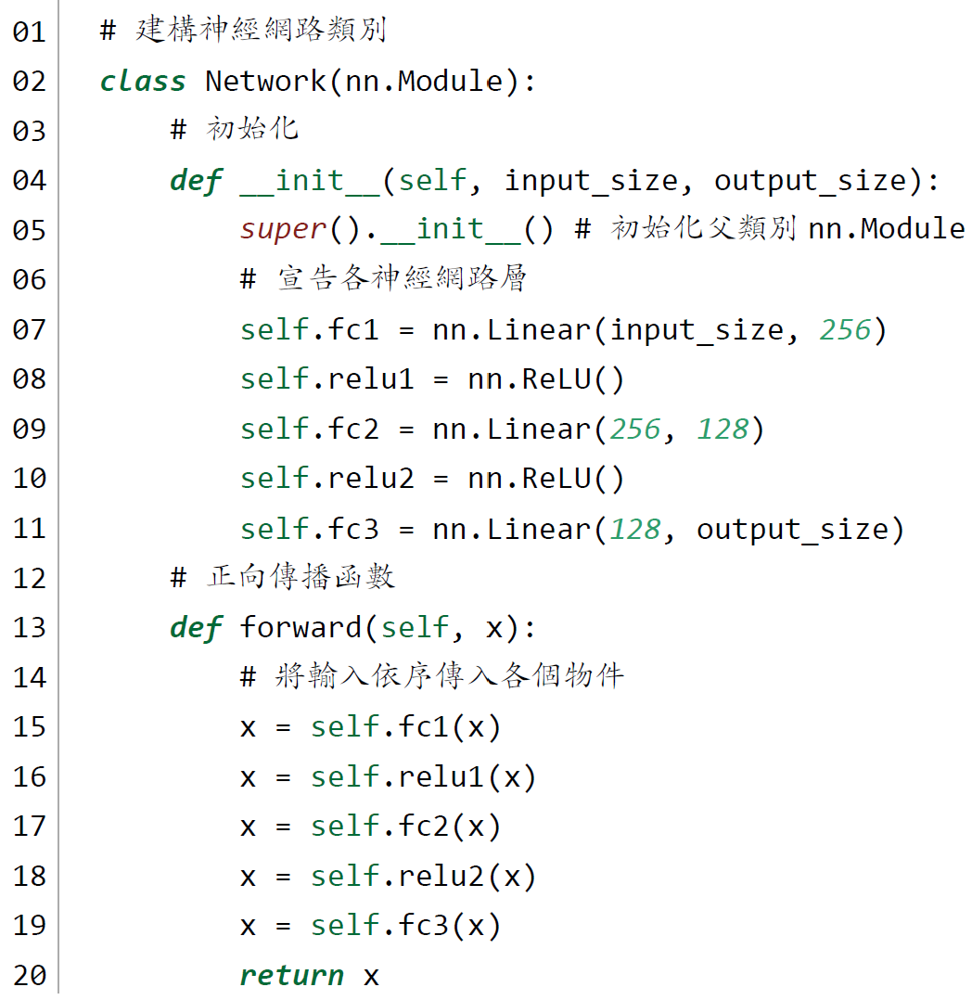 01 # 建構神經網路類別
02 class Network(nn.Module):
03     # 初始化
04     def __init__(self, input_size, output_size):
05         super().__init__() # 初始化父類別 nn.Module
06         # 宣告各神經網路層
07         self.fc1 = nn.Linear(input_size, 256)
08         self.relu1 = nn.ReLU()
09         self.fc2 = nn.Linear(256, 128)
10         self.relu2 = nn.ReLU()
11         self.fc3 = nn.Linear(128, output_size)
12     # 正向傳播函數
13     def forward(self, x):
14         # 將輸入依序傳入各個物件
15         x = self.fc1(x)
16         x = self.relu1(x)
17         x = self.fc2(x)
18         x = self.relu2(x)
19         x = self.fc3(x)
20         return x